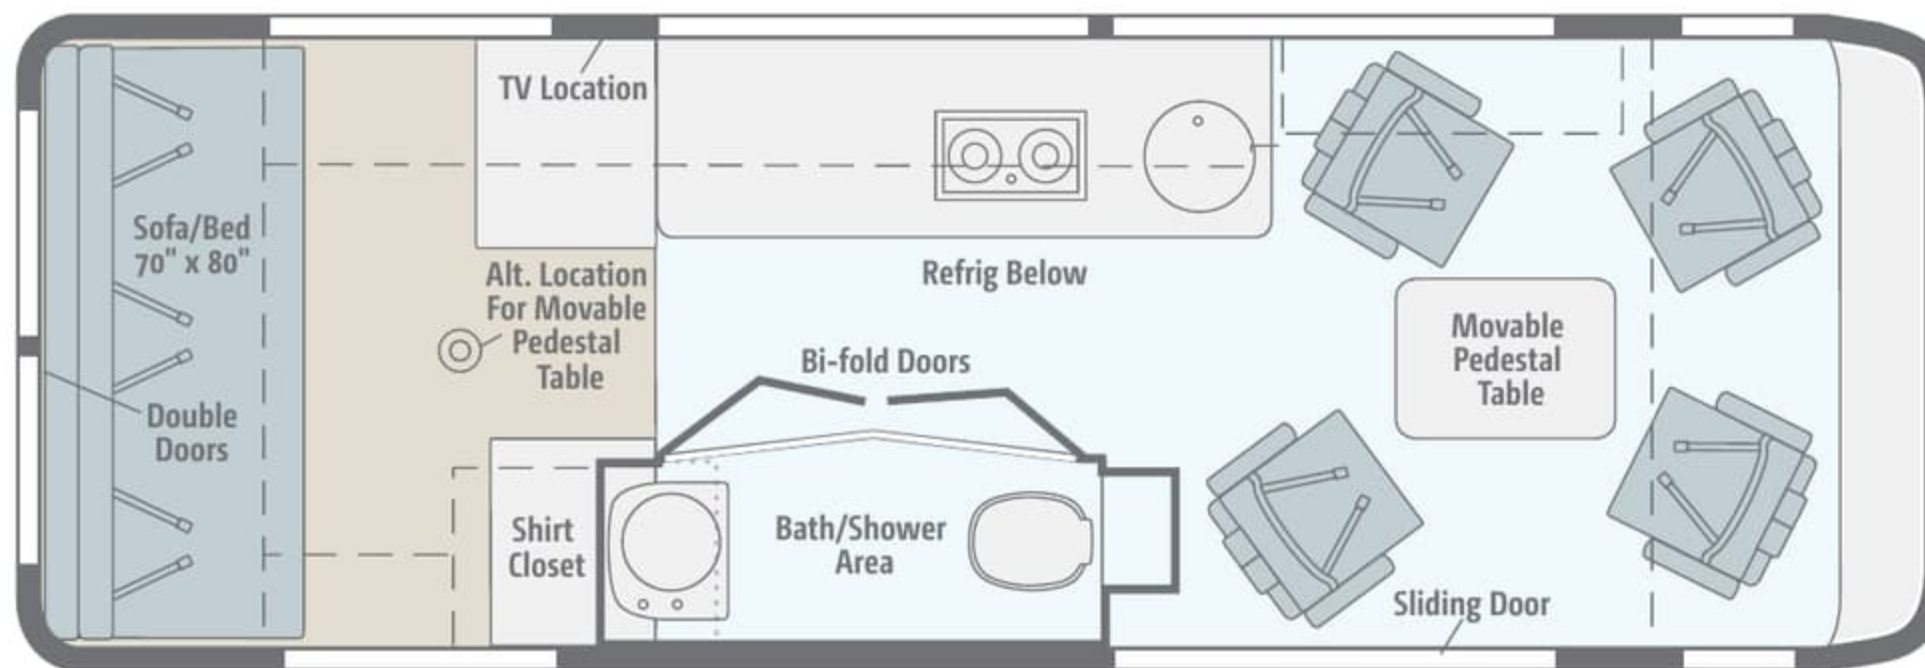 TV Location
Sofa/Bed
70" x 80"
Alt. Location
For Movable
Pedestal
Table
Refrig Below
Movable
Pedestal
Table
Bi-fold Doors
Double
Doors
Shirt
Closet
Bath/Shower
Area
Sliding Door